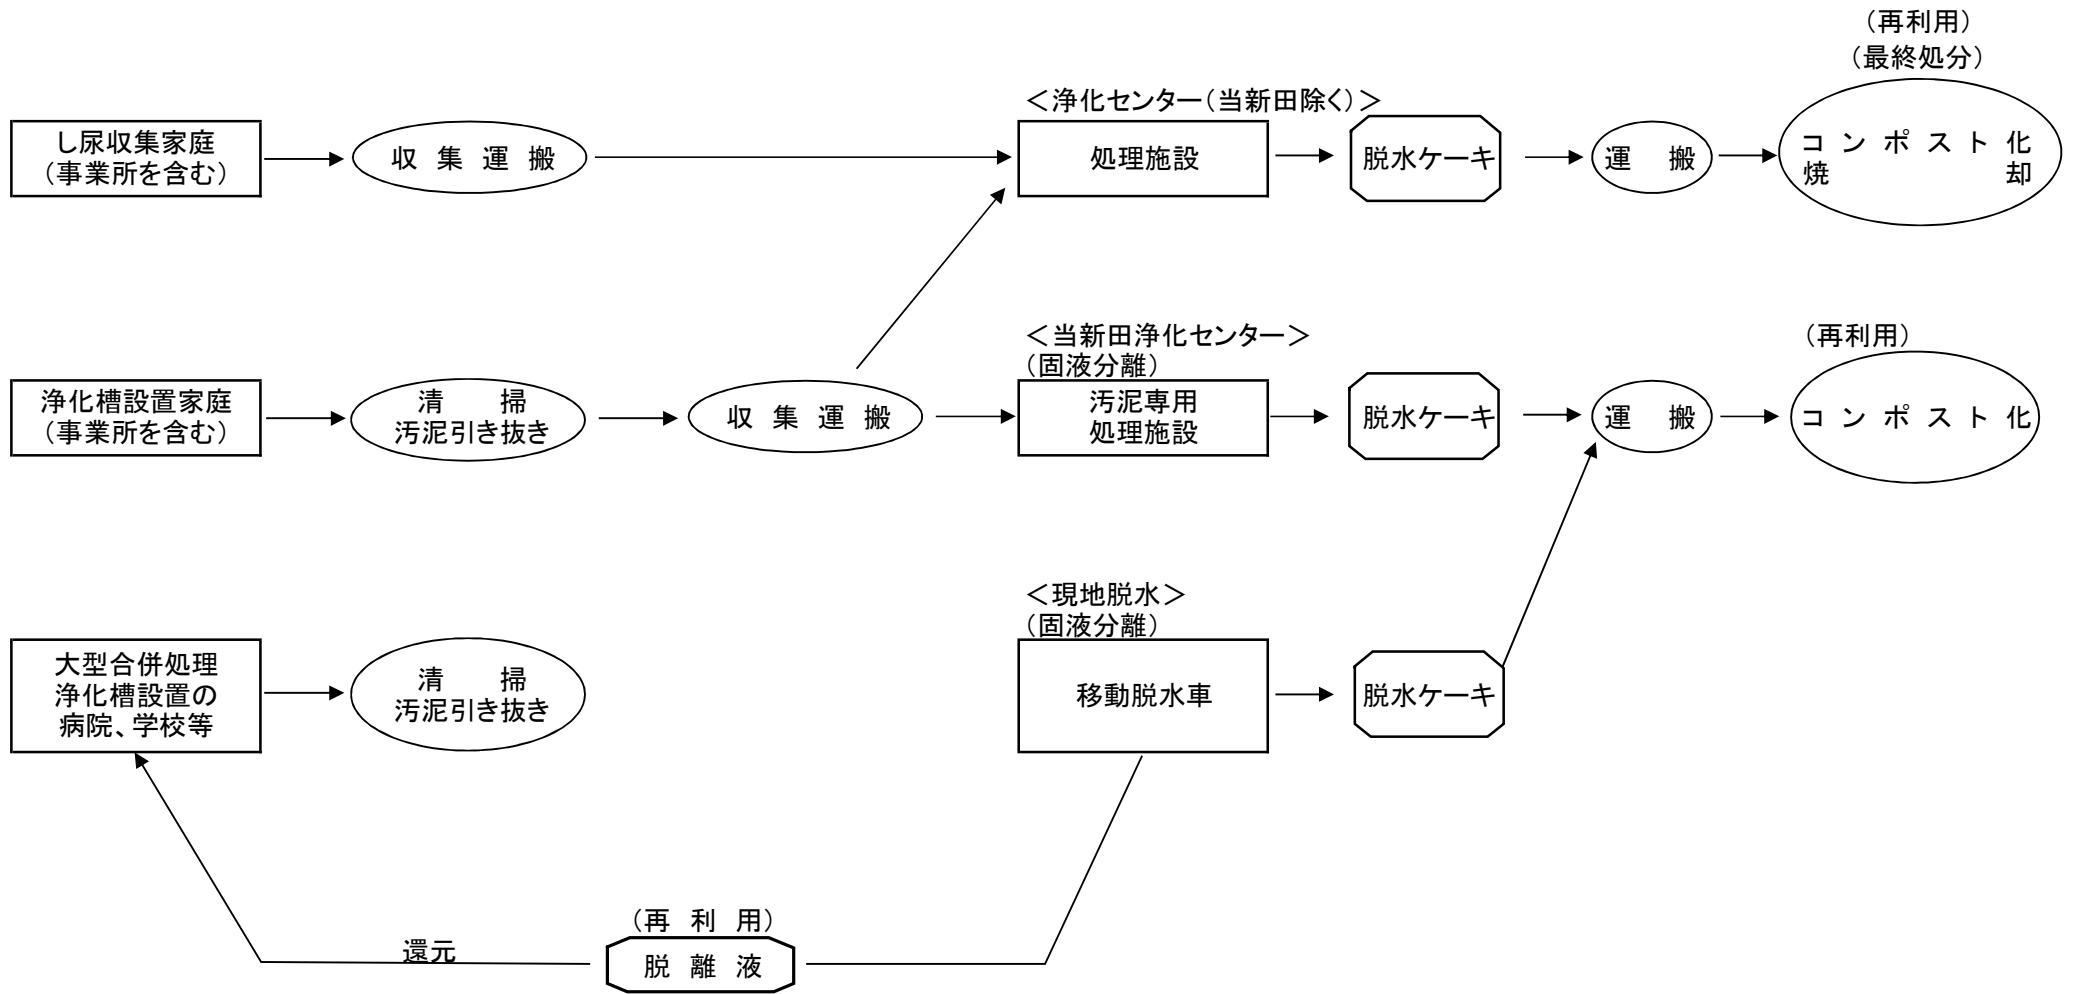 （再利用）
（最終処分）
＜浄化センター（当新田除く）＞
し尿収集家庭
（事業所を含む）
収集運搬
処理施設
脱水ケーキ
運搬
コンポスト化
焼却
＜当新田浄化センター＞
（固液分離）
（再利用）
浄化槽設置家庭
（事業所を含む）
清掃
汚泥引き抜き
収集運搬
汚泥専用
処理施設
脱水ケーキ
運搬
コンポスト化
＜現地脱水＞
（固液分離）
大型合併処理
浄化槽設置の
病院、学校等
清掃
汚泥引き抜き
移動脱水車
脱水ケーキ
（再利用）
還元
脱離液